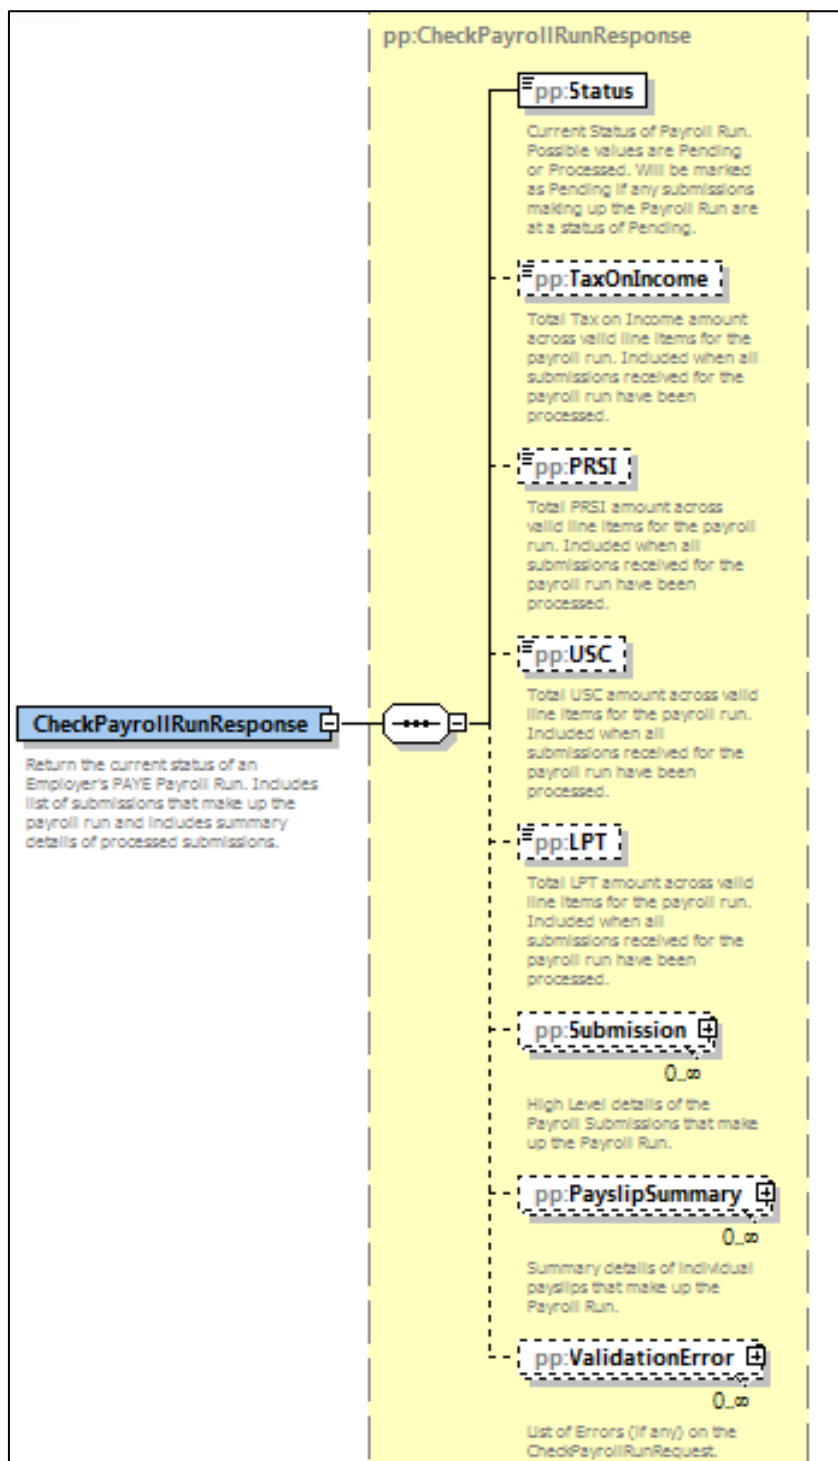 pp:CheckPayrollRunResponse
pp:Status
Current Status of Payroll Run.
Possible values are Pending
or Processed. Will be marked
as Pending if any submissions
making up the Payroll Run are
at a status of Pending.
pp:TaxOnIncome
Total Tax on Income amount
across valid line items for the
payroll run. Included when all
submissions received for the
payroll run have been
processed.
pp:PRSI
Total PRSI amount across
valid line items for the payroll
run. Included when all
submissions received for the
payroll run have been
processed.
pp:USC
Total USC amount across valid
line items for the payroll run.
Included when all
submissions received for the
payroll run have been
processed.
CheckPayrollRunResponse
Return the current status of an
Employer's PAYE Payroll Run. Includes
list of submissions that make up the
payroll run and includes summary
details of processed submissions.
pp:LPT
Total LPT amount across valid
line items for the payroll run.
Included when all
submissions received for the
payroll run have been
processed.
pp:Submission
0..∞
High Level details of the
Payroll Submissions that make
up the Payroll Run.
pp:PayslipSummary
0..∞
Summary details of individual
payslips that make up the
Payroll Run.
pp:ValidationError
0..∞
List of Errors (if any) on the
CheckPayrollRunRequest.